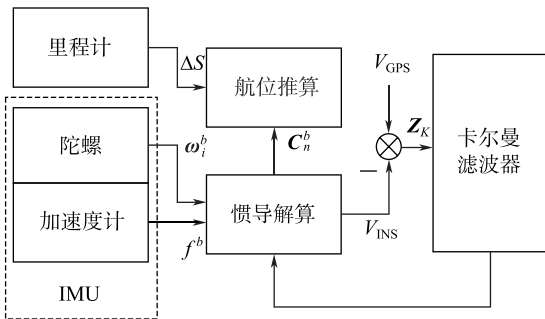 里程计
ΔS
航位推算
V_GPS
陀螺
ω_i^b
C_n^b
Z_K
卡尔曼
滤波器
加速度计
惯导解算
f^b
V_INS
IMU